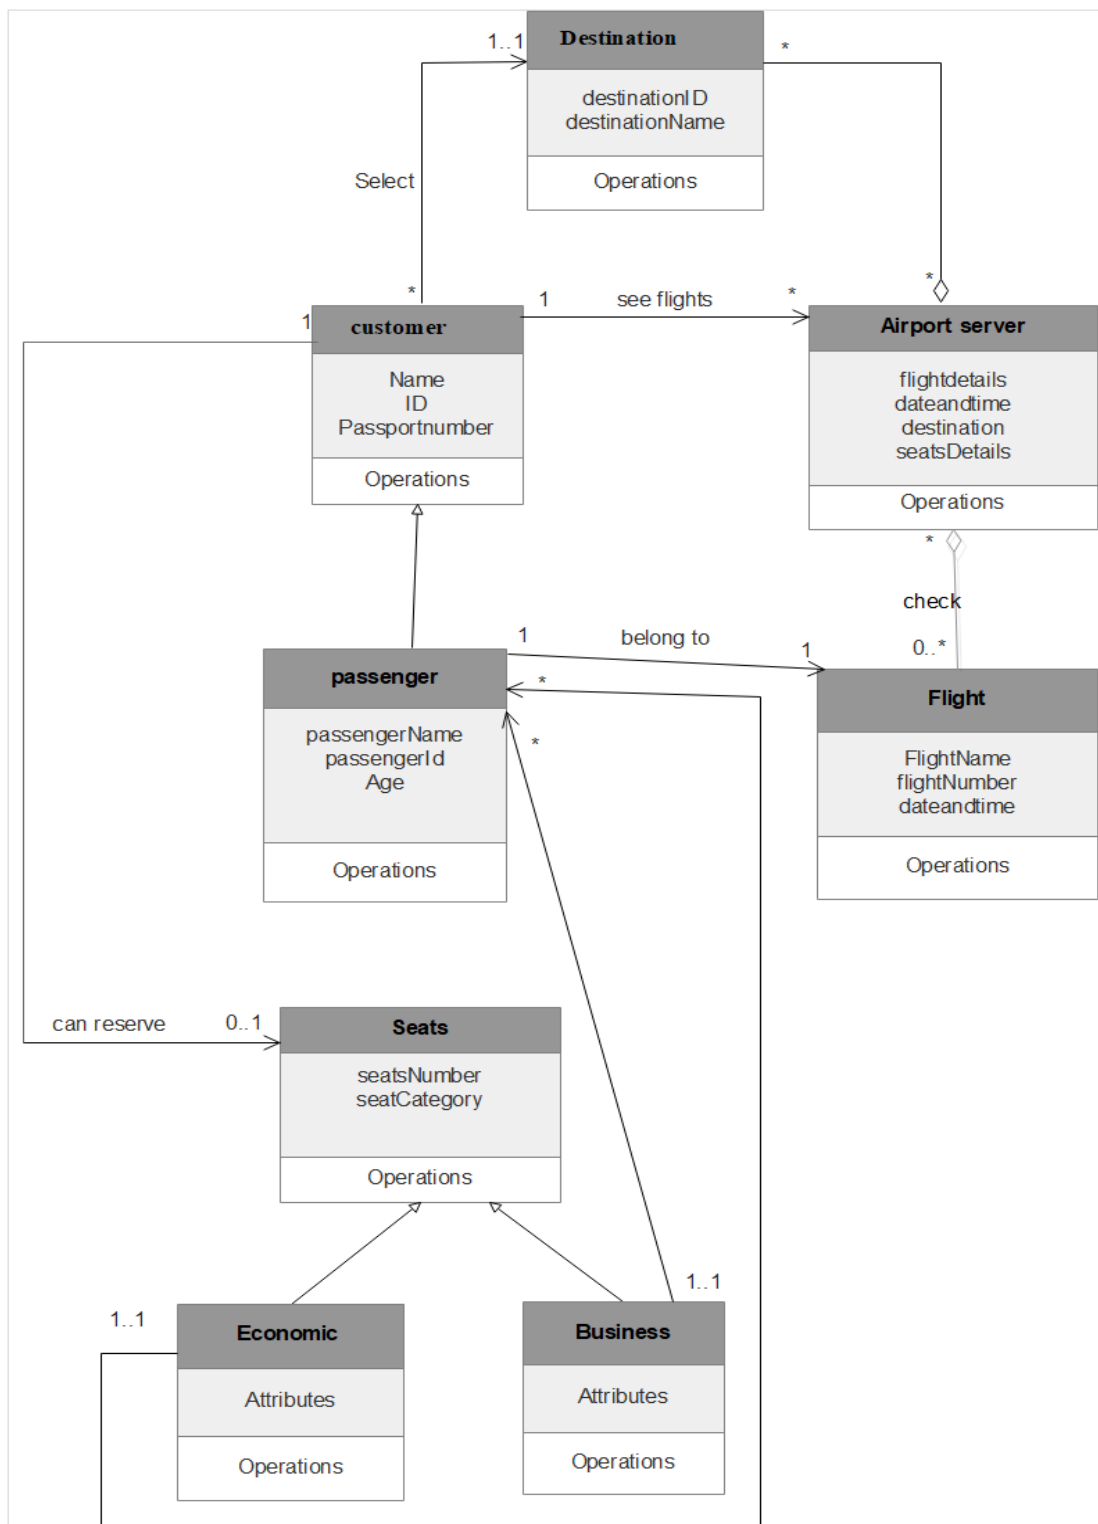 Destination
1..1
*
destinationID
destinationName
Operations
Select
*
*
1
customer
1
see flights
*
Airport server
Name
ID
Passportnumber
Operations
flightdetails
dateandtime
destination
seatsDetails
Operations
*
check
0..*
passenger
1
belong to
1
*
*
passengerName
passengerId
Age
Operations
Flight
FlightName
flightNumber
dateandtime
Operations
can reserve
0..1
Seats
seatsNumber
seatCategory
Operations
1..1
1..1
Economic
Attributes
Operations
Business
Attributes
Operations